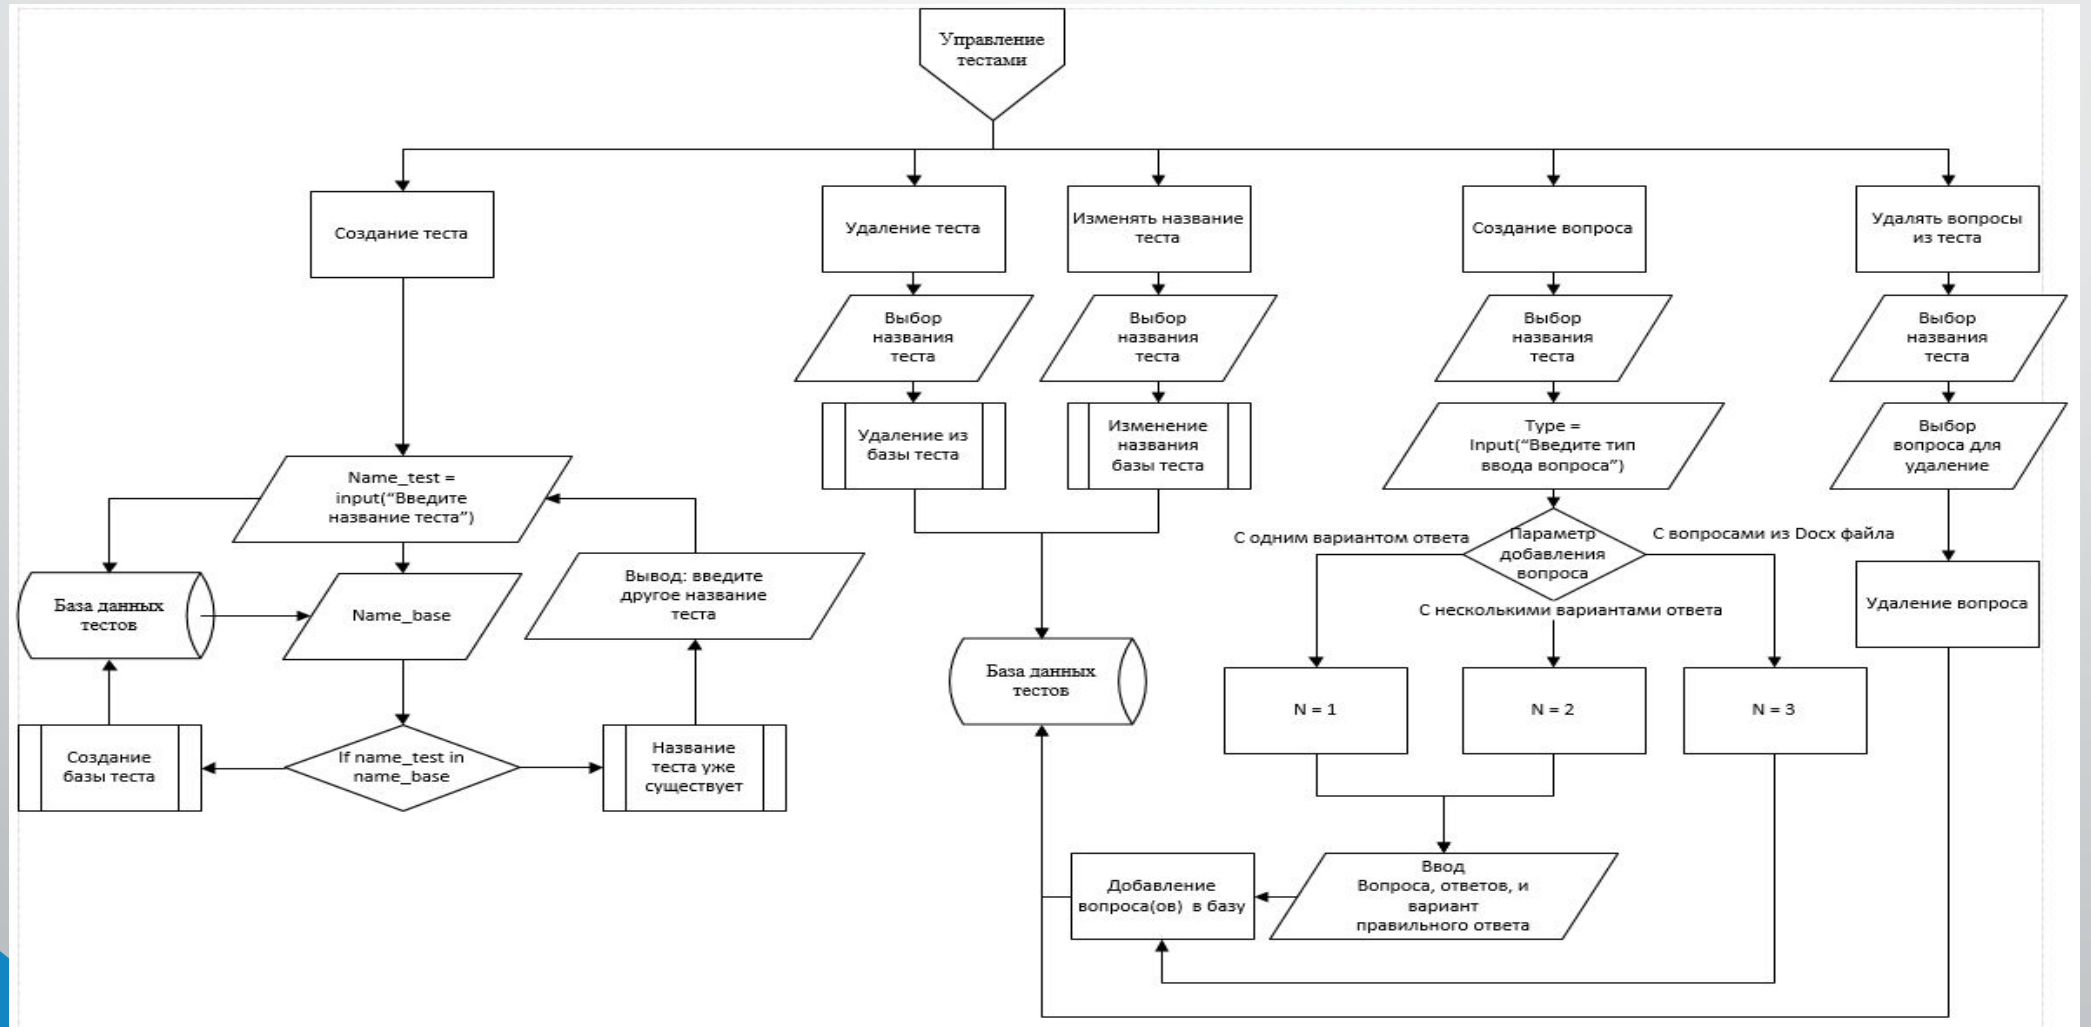 Управление
тестами
Создание теста
Удаление теста
Изменять название
теста
Создание вопроса
Удалять вопросы
из теста
Выбор
названия
теста
Выбор
названия
теста
Выбор
названия
теста
Выбор
названия
теста
Удаление из
базы теста
Изменение
названия
базы теста
Type =
Input(“Введите тип
ввода вопроса”)
Выбор
вопроса для
удаление
Name_test =
input(“Введите
название теста”)
С одним вариантом ответа
Параметр
добавления
вопроса
С вопросами из Docx файла
С несколькими вариантами ответа
База данных
тестов
Name_base
Вывод: введите
другое название
теста
Удаление вопроса
База данных
тестов
N = 1
N = 2
N = 3
Создание
базы теста
If name_test in
name_base
Название
теста уже
существует
Добавление
вопроса(ов) в базу
Ввод
Вопроса, ответов, и
вариант
правильного ответа